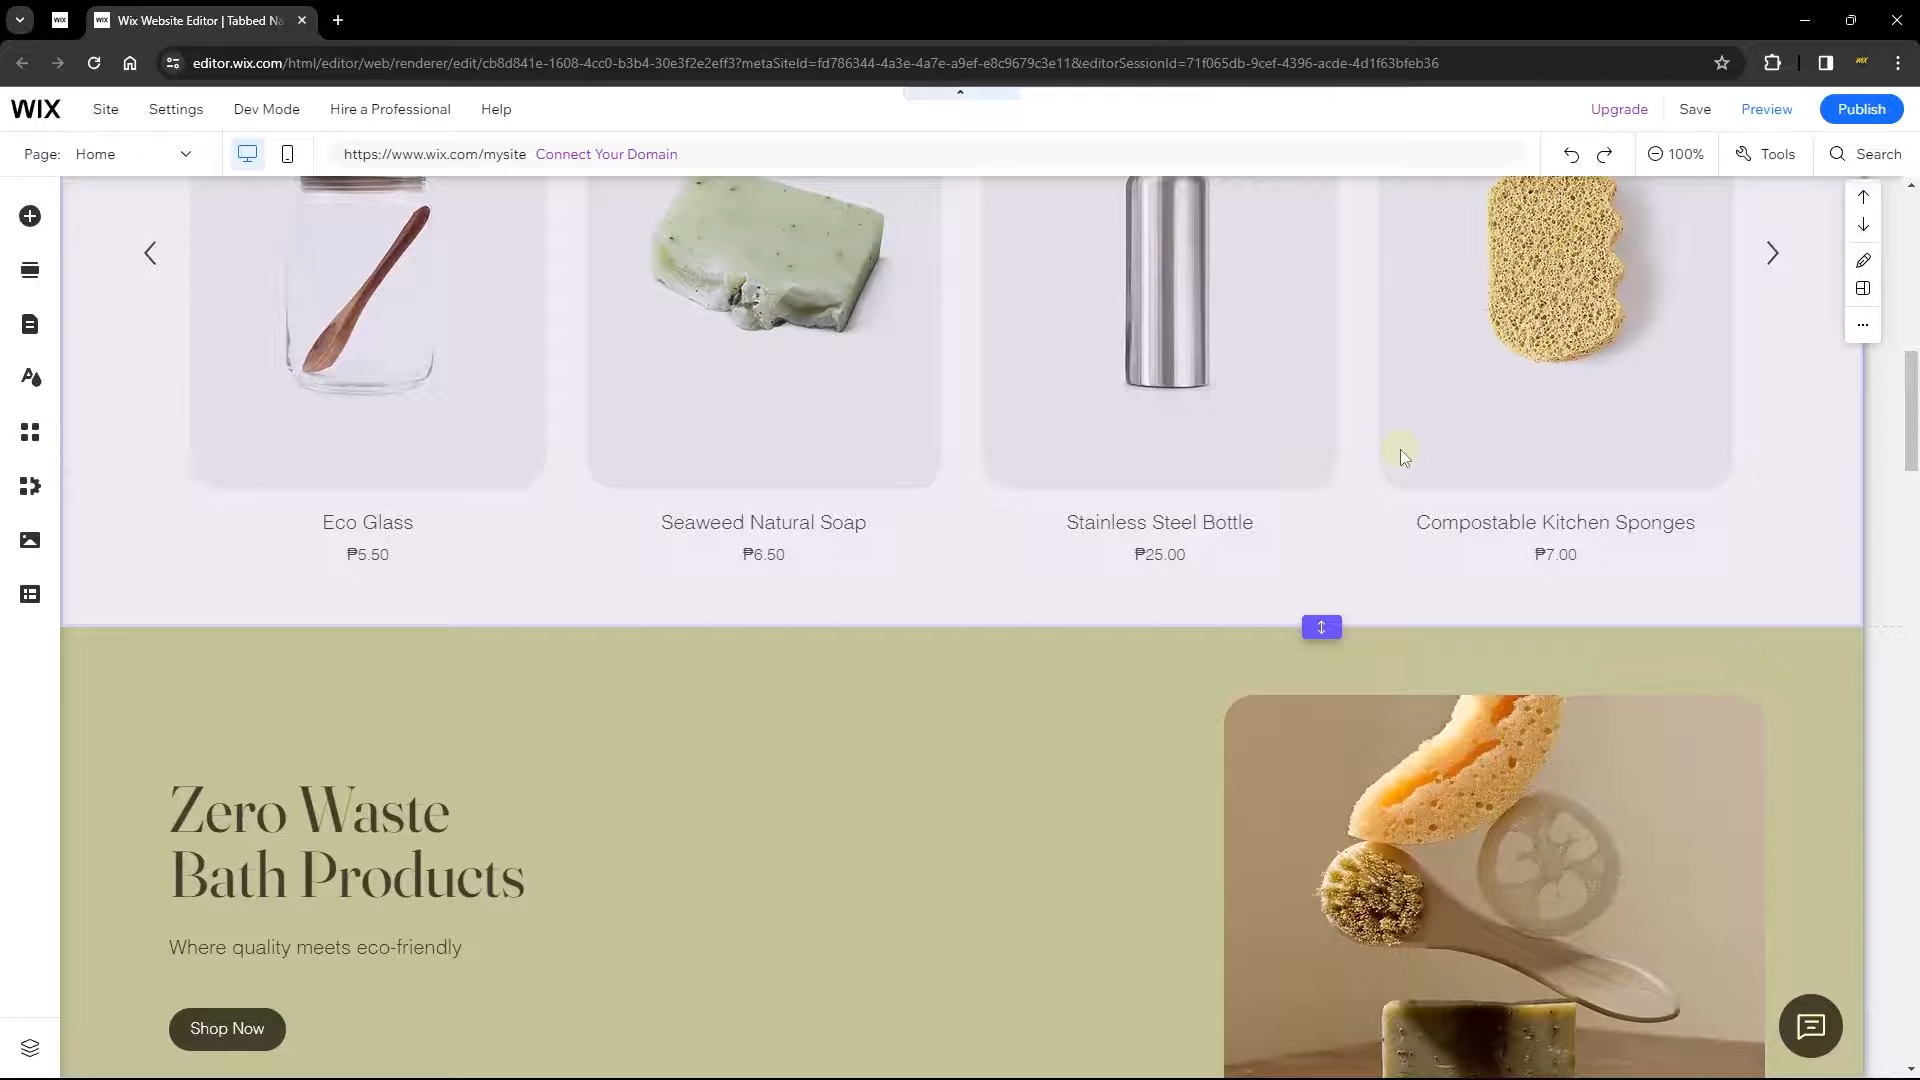 WIX
WIX Wix Website Editor | Tabbed Na
editor.wix.com/html/editor/web/renderer/edit/cb8d841e-1608-4cc0-b3b4-30e3f2e2eff3?metaSiteId=fd786344-4a3e-4a7e-a9ef-e8c9679c3e11&editorSessionId=71f065db-9cef-4396-acde-4d1f63bfeb36
WIX Site Settings Dev Mode Hire a Professional Help Upgrade Save Preview Publish
Page: Home https://www.wix.com/mysite Connect Your Domain 100% Tools Search
Eco Glass Seaweed Natural Soap Stainless Steel Bottle Compostable Kitchen Sponges
₱5.50 ₱6.50 ₱25.00 ₱7.00
Zero Waste
Bath Products
Where quality meets eco-friendly
Shop Now